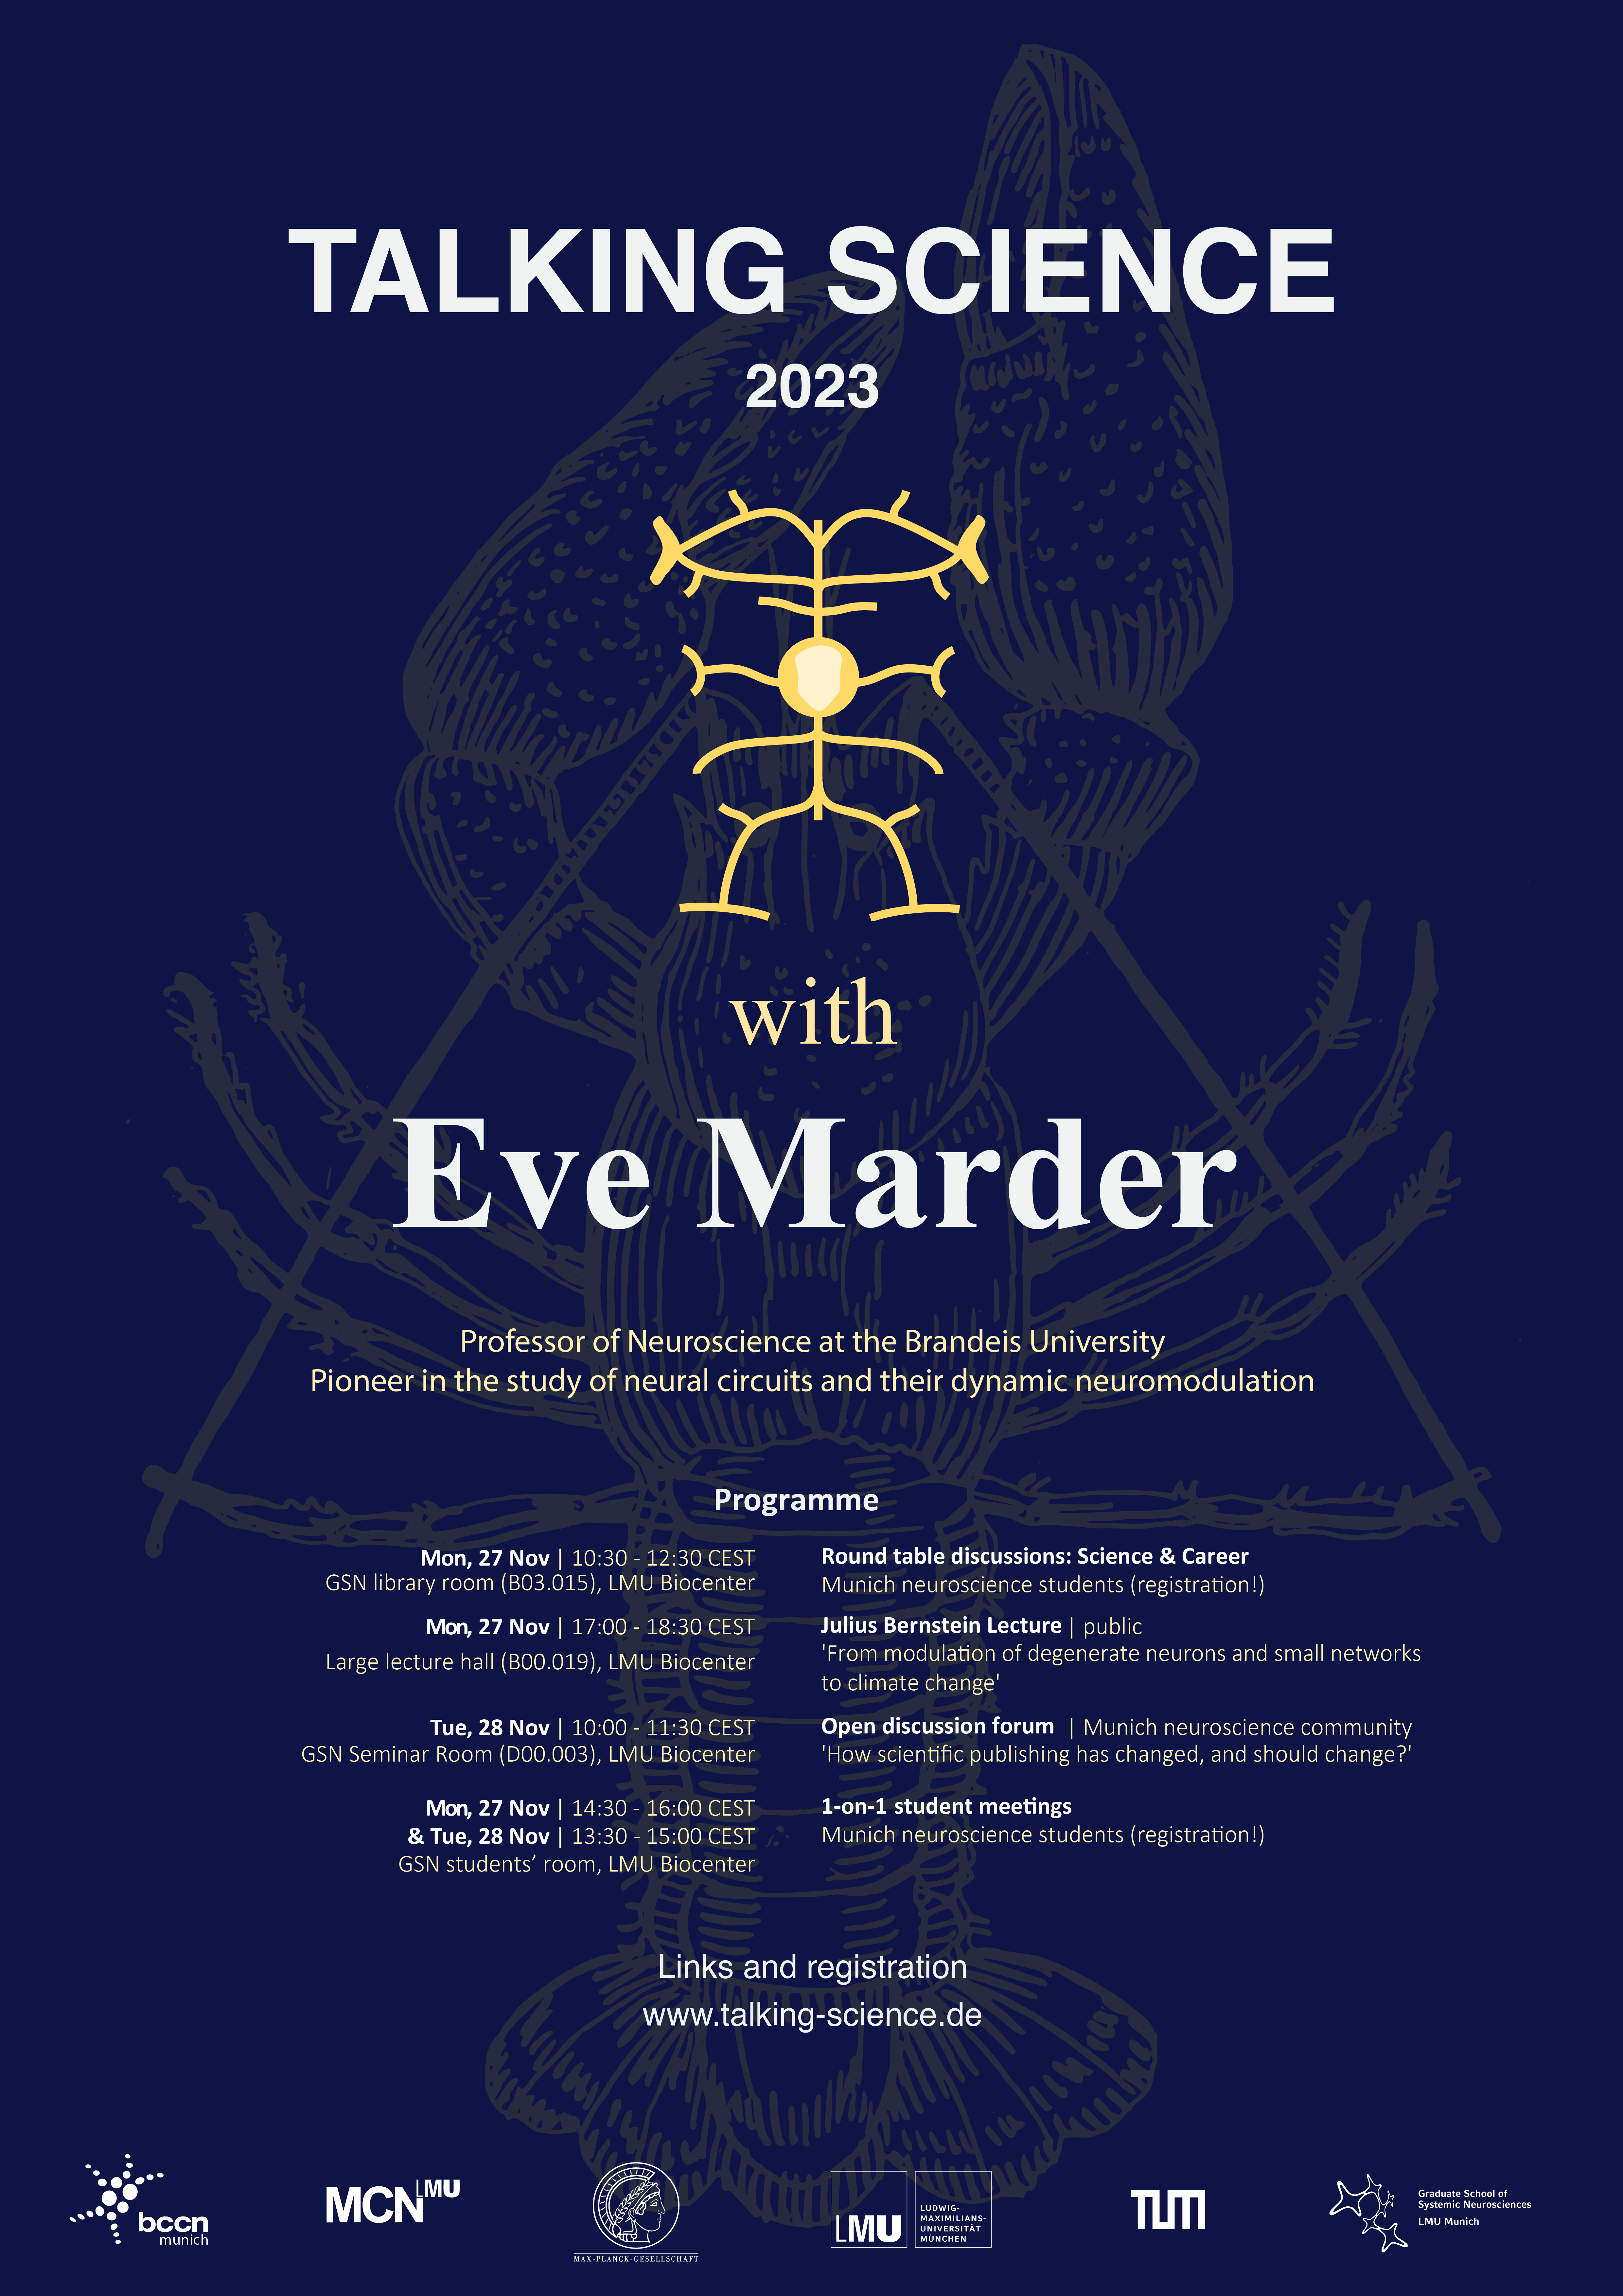 TALKING SCIENCE
2023
with
Eve Marder
Professor of Neuroscience at the Brandeis University
Pioneer in the study of neural circuits and their dynamic neuromodulation
Programme
Mon, 27 Nov | 10:30 - 12:30 CEST
GSN library room (B03.015), LMU Biocenter
Round table discussions: Science & Career
Munich neuroscience students (registration!)
Mon, 27 Nov | 17:00 - 18:30 CEST
Large lecture hall (B00.019), LMU Biocenter
Julius Bernstein Lecture | public
'From modulation of degenerate neurons and small networks
to climate change'
Tue, 28 Nov | 10:00 - 11:30 CEST
GSN Seminar Room (D00.003), LMU Biocenter
Open discussion forum | Munich neuroscience community
'How scientific publishing has changed, and should change?'
Mon, 27 Nov | 14:30 - 16:00 CEST
& Tue, 28 Nov | 13:30 - 15:00 CEST
GSN students’ room, LMU Biocenter
1-on-1 student meetings
Munich neuroscience students (registration!)
Links and registration
www.talking-science.de
bccn
munich
MCN LMU
MAX-PLANCK-GESELLSCHAFT
LMU
LUDWIG-
MAXIMILIANS-
UNIVERSITÄT
MÜNCHEN
TUM
Graduate School of
Systemic Neurosciences
LMU Munich